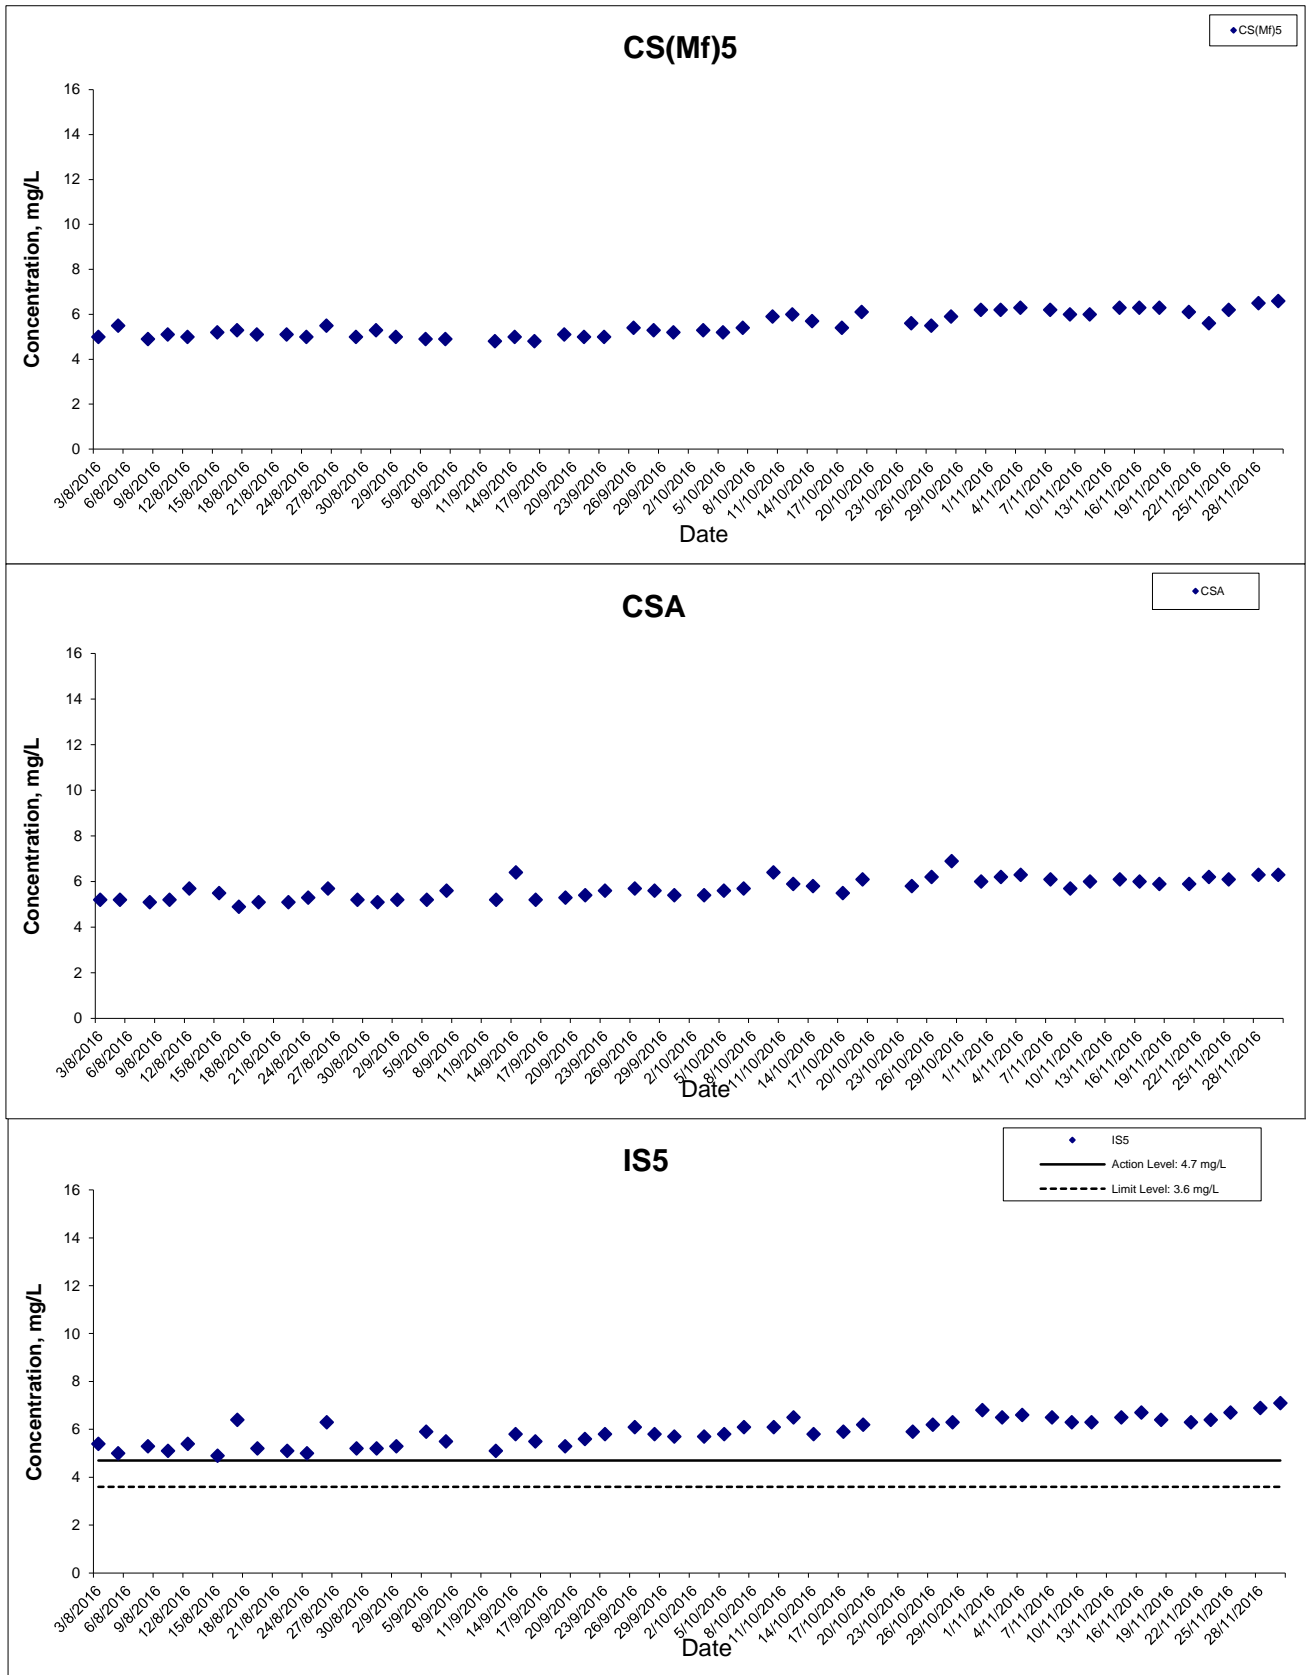 CS(Mf)5
CS(Mf)5
Concentration, mg/L
16
14
12
10
8
6
4
2
0
3/8/2016 6/8/2016 9/8/2016 12/8/2016 15/8/2016 18/8/2016 21/8/2016 24/8/2016 27/8/2016 30/8/2016 2/9/2016 5/9/2016 8/9/2016 11/9/2016 14/9/2016 17/9/2016 20/9/2016 23/9/2016 26/9/2016 29/9/2016 2/10/2016 5/10/2016 8/10/2016 11/10/2016 14/10/2016 17/10/2016 20/10/2016 23/10/2016 26/10/2016 29/10/2016 1/11/2016 4/11/2016 7/11/2016 10/11/2016 13/11/2016 16/11/2016 19/11/2016 22/11/2016 25/11/2016 28/11/2016
Date
CSA
CSA
Concentration, mg/L
16
14
12
10
8
6
4
2
0
3/8/2016 6/8/2016 9/8/2016 12/8/2016 15/8/2016 18/8/2016 21/8/2016 24/8/2016 27/8/2016 30/8/2016 2/9/2016 5/9/2016 8/9/2016 11/9/2016 14/9/2016 17/9/2016 20/9/2016 23/9/2016 26/9/2016 29/9/2016 2/10/2016 5/10/2016 8/10/2016 11/10/2016 14/10/2016 17/10/2016 20/10/2016 23/10/2016 26/10/2016 29/10/2016 1/11/2016 4/11/2016 7/11/2016 10/11/2016 13/11/2016 16/11/2016 19/11/2016 22/11/2016 25/11/2016 28/11/2016
Date
IS5
IS5
Action Level: 4.7 mg/L
Limit Level: 3.6 mg/L
Concentration, mg/L
16
14
12
10
8
6
4
2
0
3/8/2016 6/8/2016 9/8/2016 12/8/2016 15/8/2016 18/8/2016 21/8/2016 24/8/2016 27/8/2016 30/8/2016 2/9/2016 5/9/2016 8/9/2016 11/9/2016 14/9/2016 17/9/2016 20/9/2016 23/9/2016 26/9/2016 29/9/2016 2/10/2016 5/10/2016 8/10/2016 11/10/2016 14/10/2016 17/10/2016 20/10/2016 23/10/2016 26/10/2016 29/10/2016 1/11/2016 4/11/2016 7/11/2016 10/11/2016 13/11/2016 16/11/2016 19/11/2016 22/11/2016 25/11/2016 28/11/2016
Date